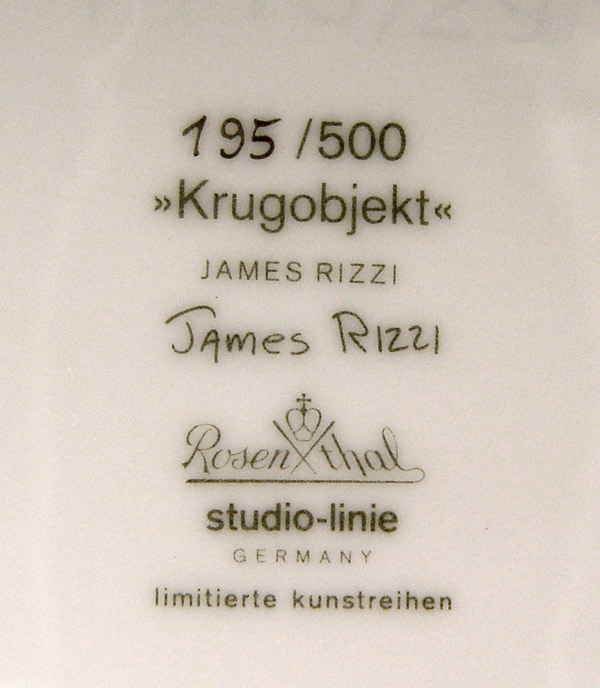 195/500
»Krugobjekt«
JAMES RIZZI
James Rizzi
Rosenthal
studio-linie
GERMANY
limitierte kunstreihen